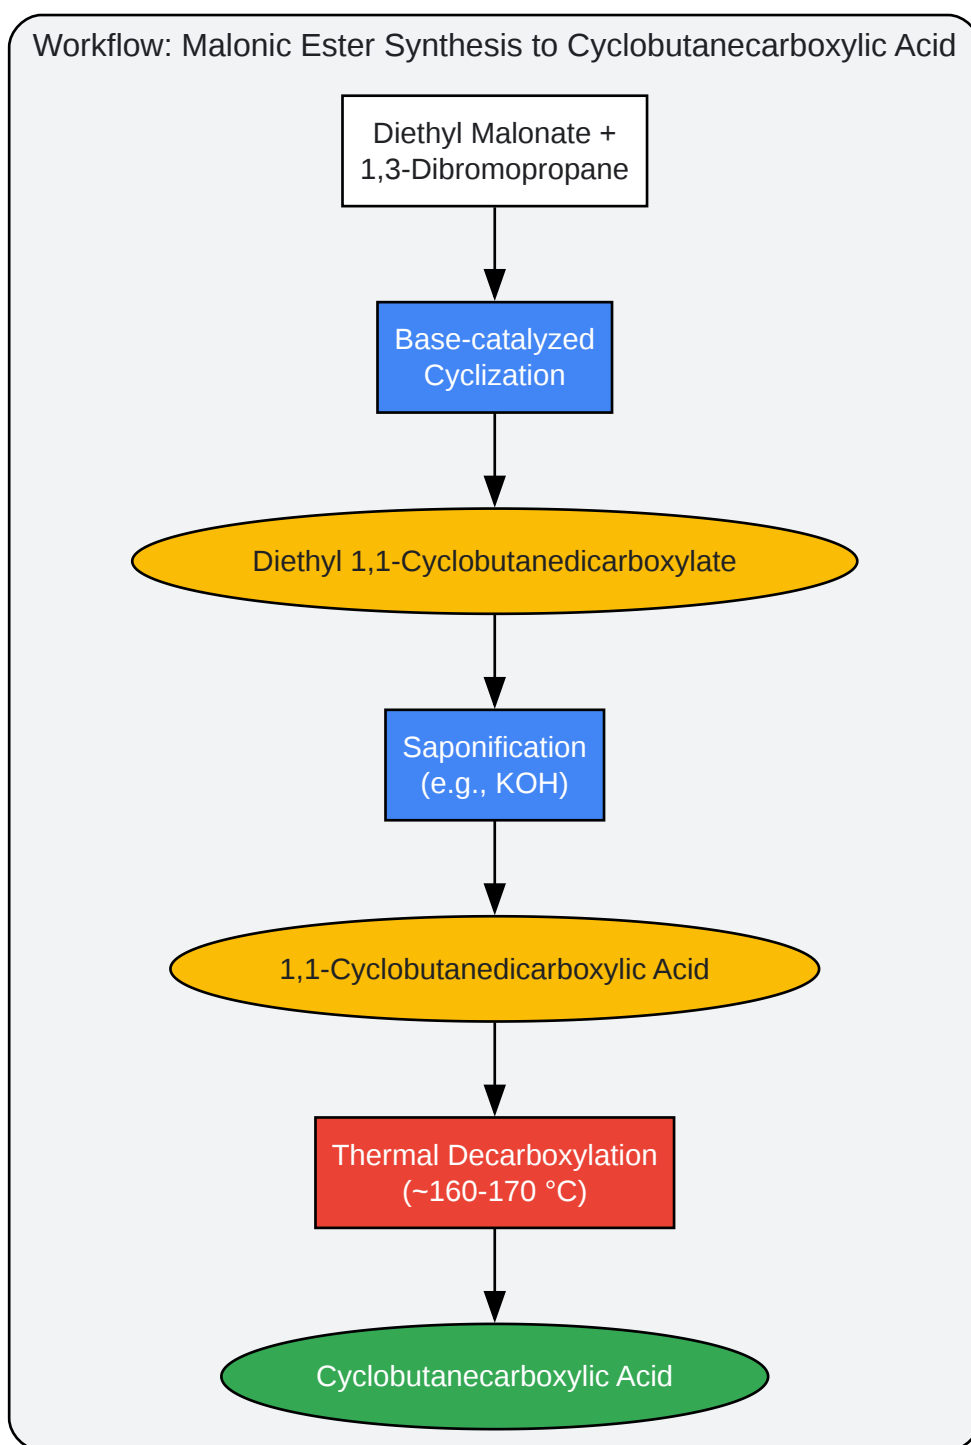 Workflow: Malonic Ester Synthesis to Cyclobutanecarboxylic Acid
Diethyl Malonate +
1,3-Dibromopropane
Base-catalyzed
Cyclization
Diethyl 1,1-Cyclobutanedicarboxylate
Saponification
(e.g., KOH)
1,1-Cyclobutanedicarboxylic Acid
Thermal Decarboxylation
(~160-170 °C)
Cyclobutanecarboxylic Acid